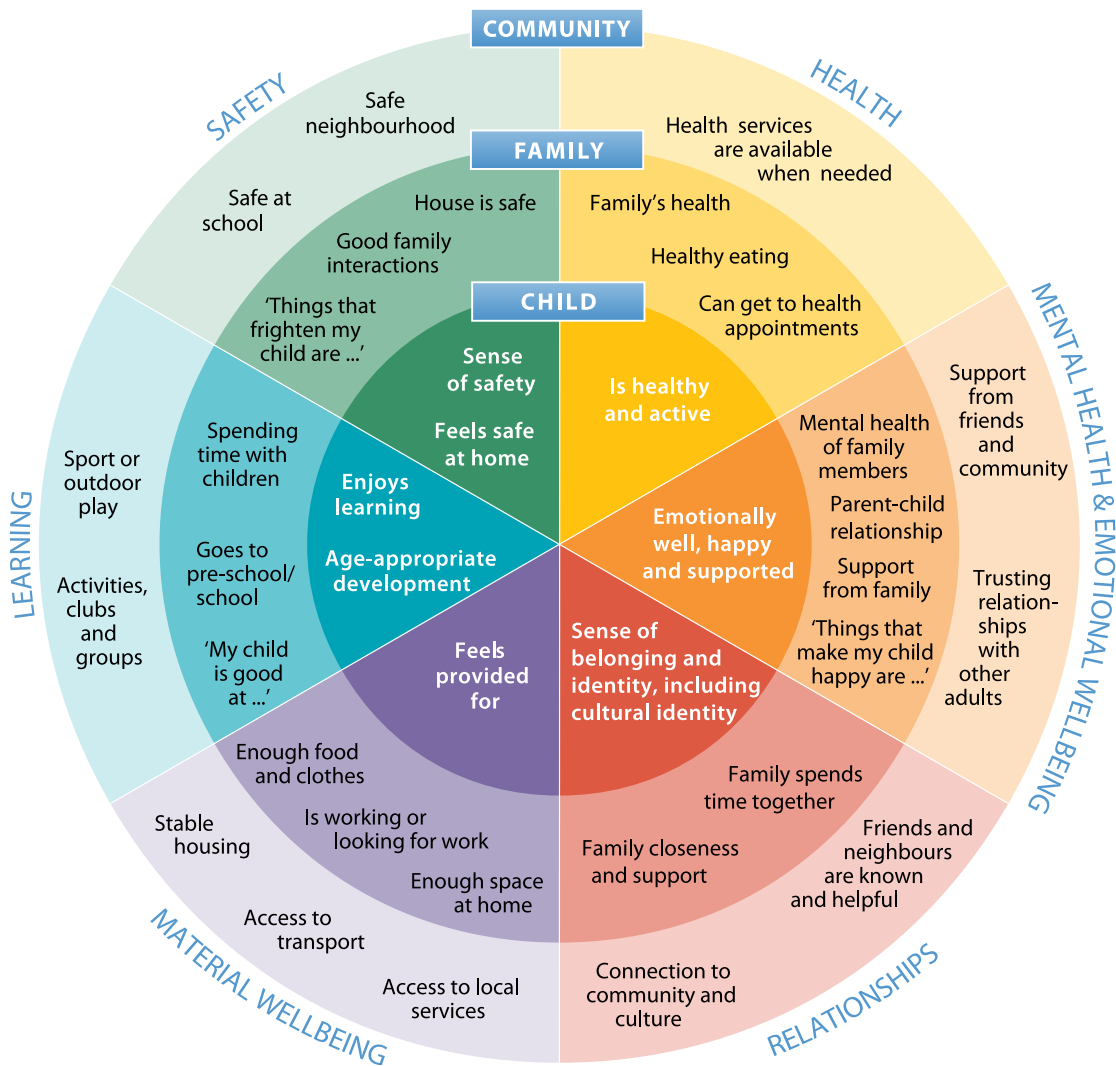 COMMUNITY
FAMILY
CHILD
SAFETY
Safe
neighbourhood
Safe at
school
House is safe
Good family
interactions
'Things that
frighten my
child are ...'
Sense
of safety
Feels safe
at home
HEALTH
Health services
are available
when needed
Family's health
Healthy eating
Can get to health
appointments
Is healthy
and active
MENTAL HEALTH & EMOTIONAL WELLBEING
Support
from
friends
and
community
Trusting
relation-
ships
with
other
adults
Mental health
of family
members
Parent-child
relationship
Support
from family
'Things that
make my child
happy are ...'
Emotionally
well, happy
and supported
RELATIONSHIPS
Friends and
neighbours
are known
and helpful
Connection to
community and
culture
Family spends
time together
Family closeness
and support
Sense of
belonging and
identity, including
cultural identity
MATERIAL WELLBEING
Stable
housing
Access to
transport
Access to local
services
Enough food
and clothes
Is working or
looking for work
Enough space
at home
Feels
provided
for
LEARNING
Sport or
outdoor
play
Activities,
clubs
and
groups
Spending
time with
children
Goes to
pre-school/
school
'My child
is good
at ...'
Enjoys
learning
Age-appropriate
development